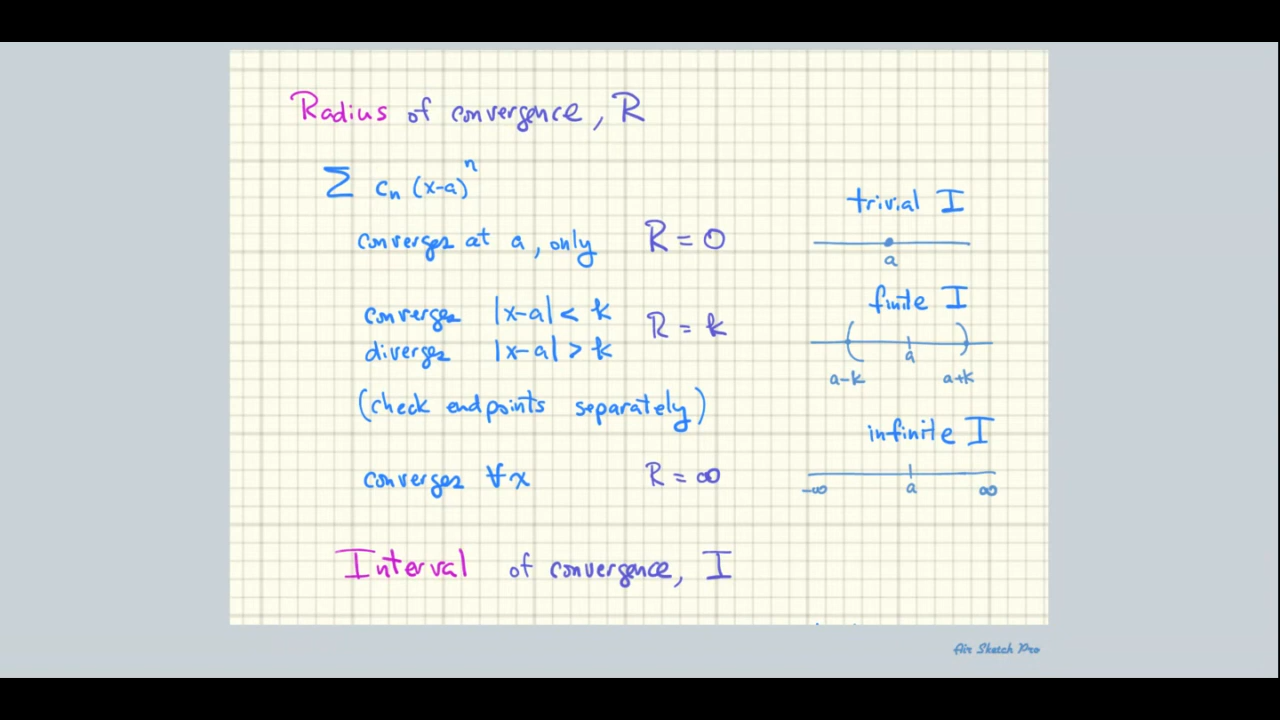 Radius of convergence, R
Σ cₙ (x-a)ⁿ
trivial I
converges at a, only R = 0
a
finite I
converges |x-a| < k
R = k
diverges |x-a| > k
a
a-k a+k
(check endpoints separately)
infinite I
converges ∀x R = ∞
-∞ a ∞
Interval of convergence, I
Air Sketch Pro